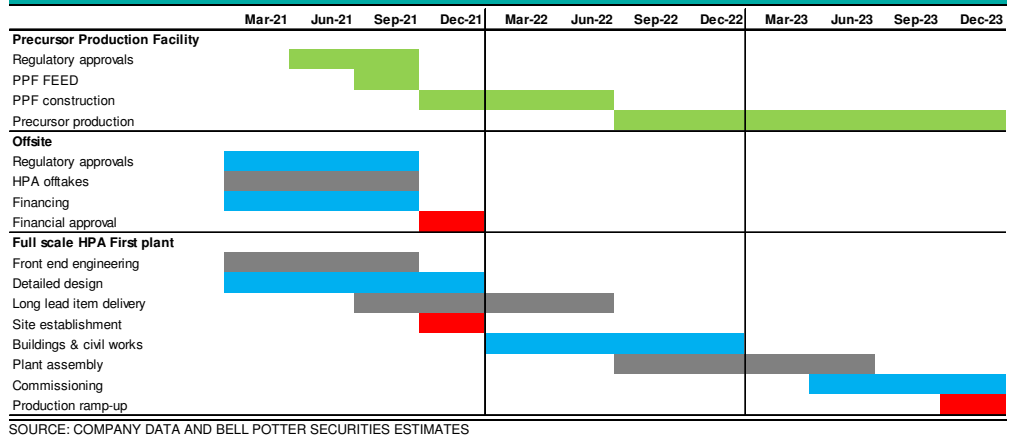 Mar-21 Jun-21 Sep-21 Dec-21 Mar-22 Jun-22 Sep-22 Dec-22 Mar-23 Jun-23 Sep-23 Dec-23
Precursor Production Facility
Regulatory approvals
PPF FEED
PPF construction
Precursor production
Offsite
Regulatory approvals
HPA offtakes
Financing
Financial approval
Full scale HPA First plant
Front end engineering
Detailed design
Long lead item delivery
Site establishment
Buildings & civil works
Plant assembly
Commissioning
Production ramp-up
SOURCE: COMPANY DATA AND BELL POTTER SECURITIES ESTIMATES